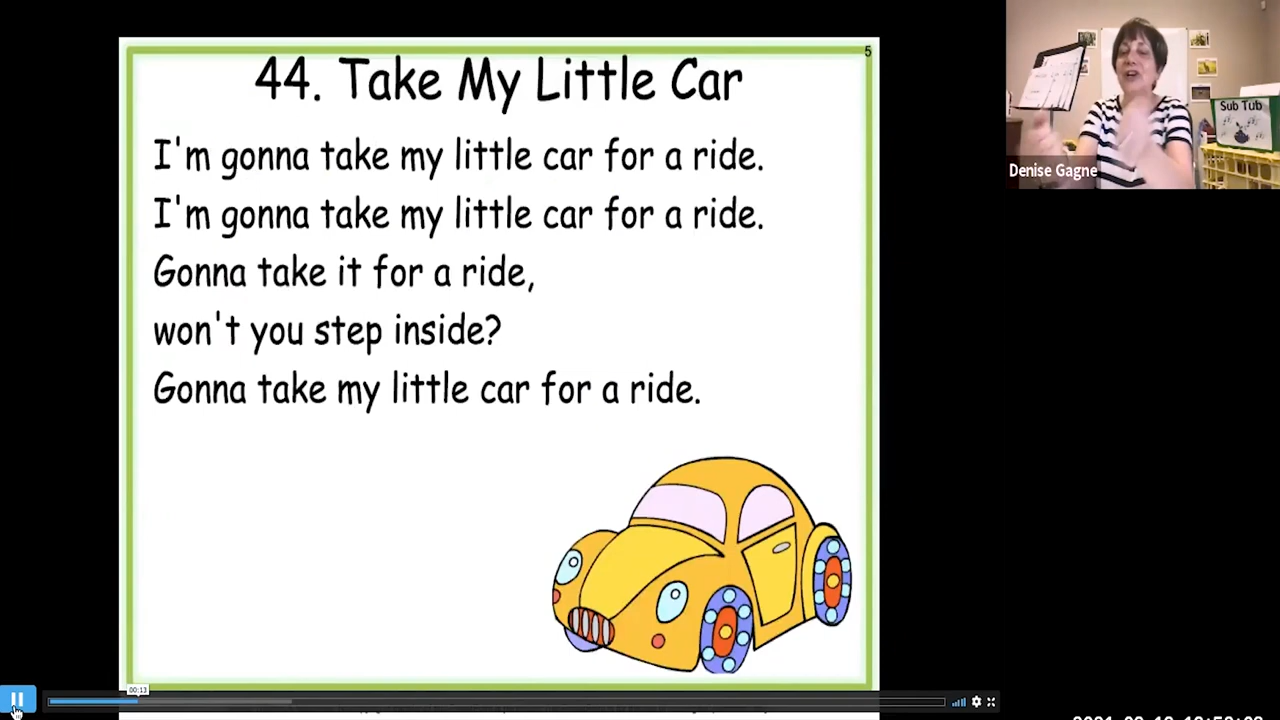 5
44. Take My Little Car
I'm gonna take my little car for a ride.
I'm gonna take my little car for a ride.
Gonna take it for a ride,
won't you step inside?
Gonna take my little car for a ride.
Sub Tub
Denise Gagne
00:13